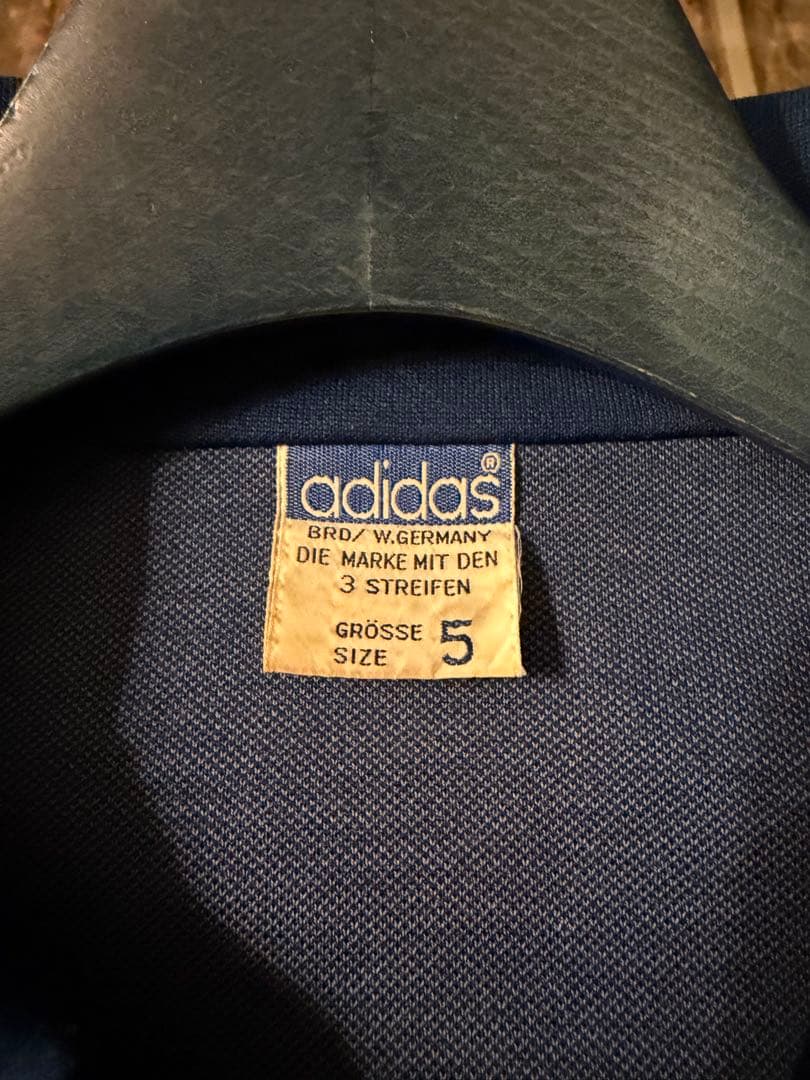 adidas®
BRD/ W.GERMANY
DIE MARKE MIT DEN
3 STREIFEN
GRÖSSE 5
SIZE